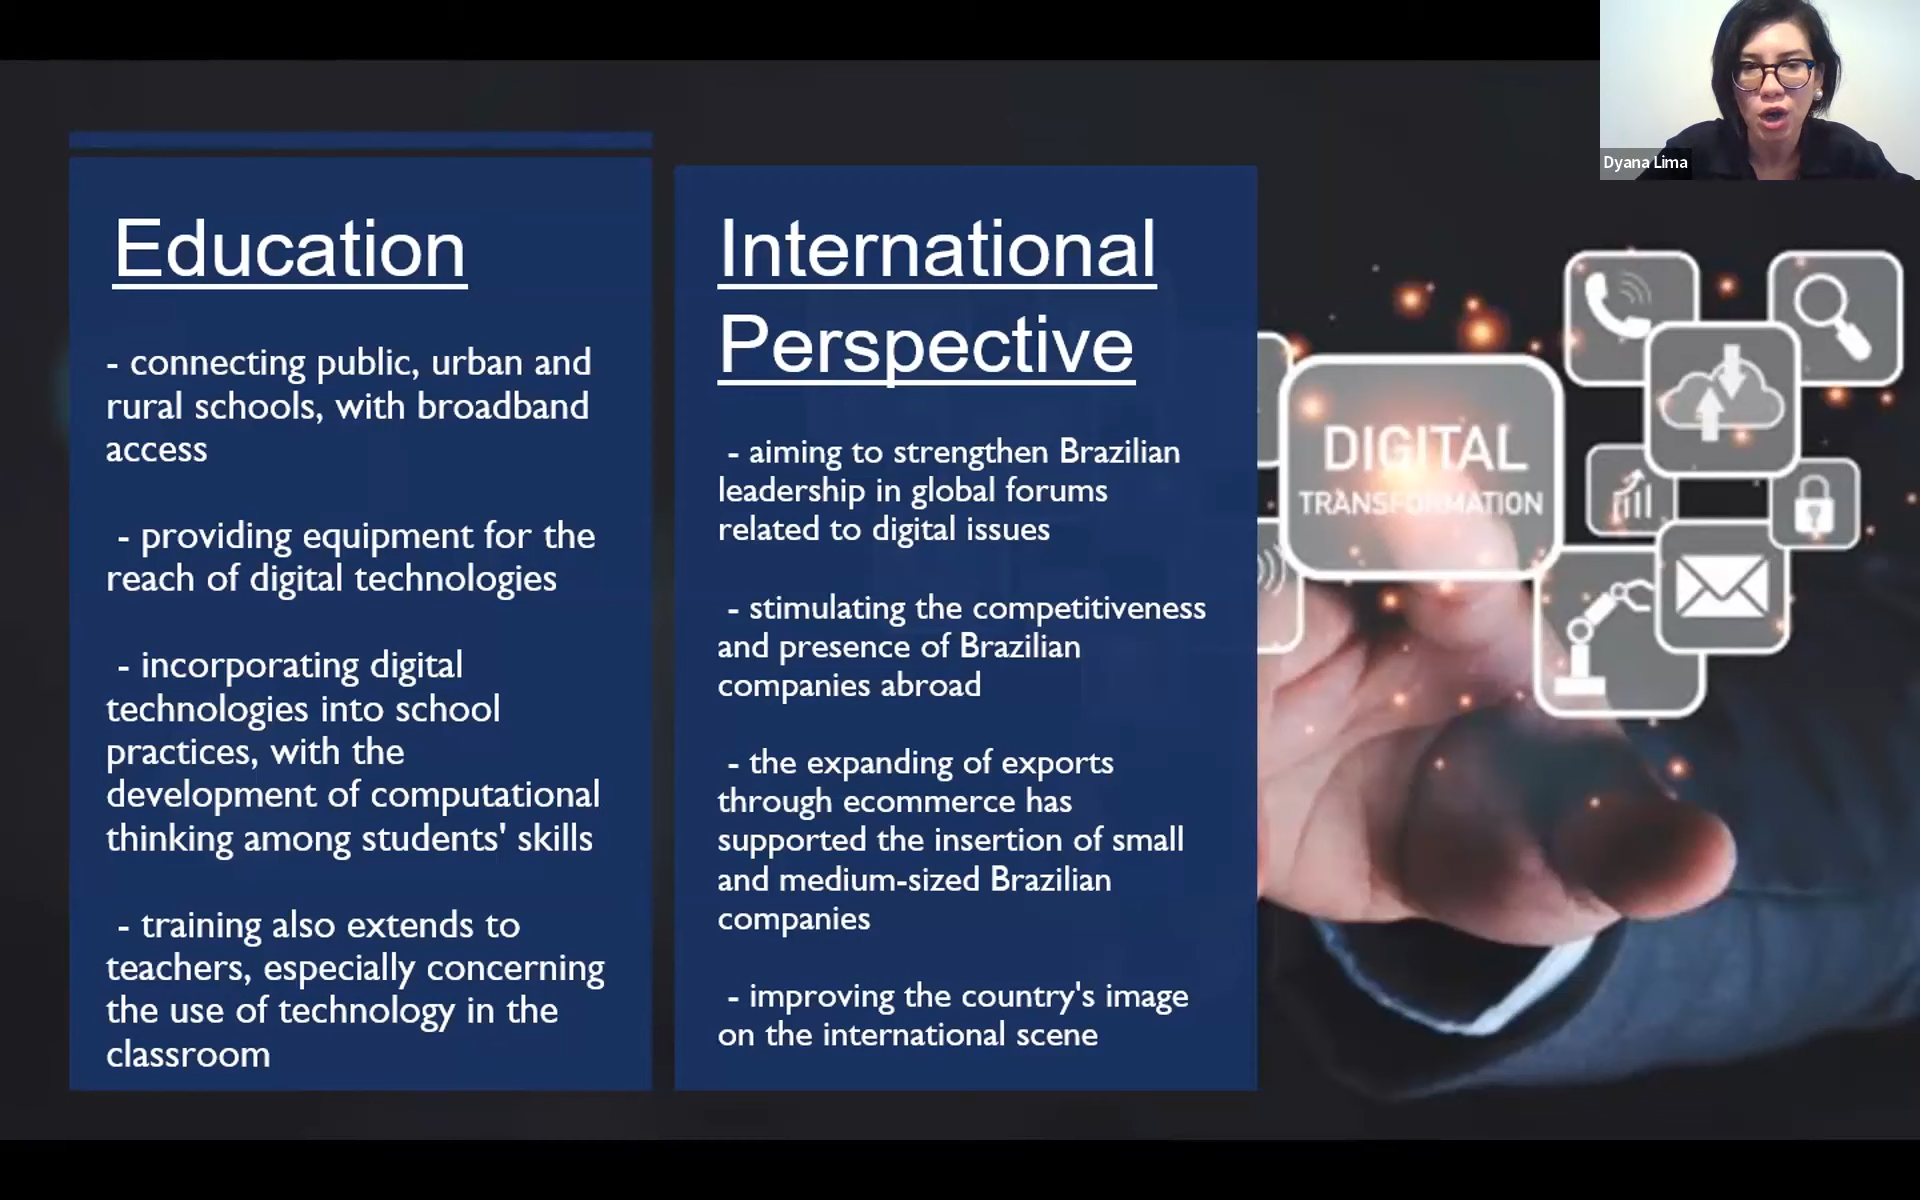 Dyana Lima
Education
- connecting public, urban and
rural schools, with broadband
access
- providing equipment for the
reach of digital technologies
- incorporating digital
technologies into school
practices, with the
development of computational
thinking among students' skills
- training also extends to
teachers, especially concerning
the use of technology in the
classroom
International
Perspective
- aiming to strengthen Brazilian
leadership in global forums
related to digital issues
- stimulating the competitiveness
and presence of Brazilian
companies abroad
- the expanding of exports
through ecommerce has
supported the insertion of small
and medium-sized Brazilian
companies
- improving the country's image
on the international scene
DIGITAL
TRANSFORMATION